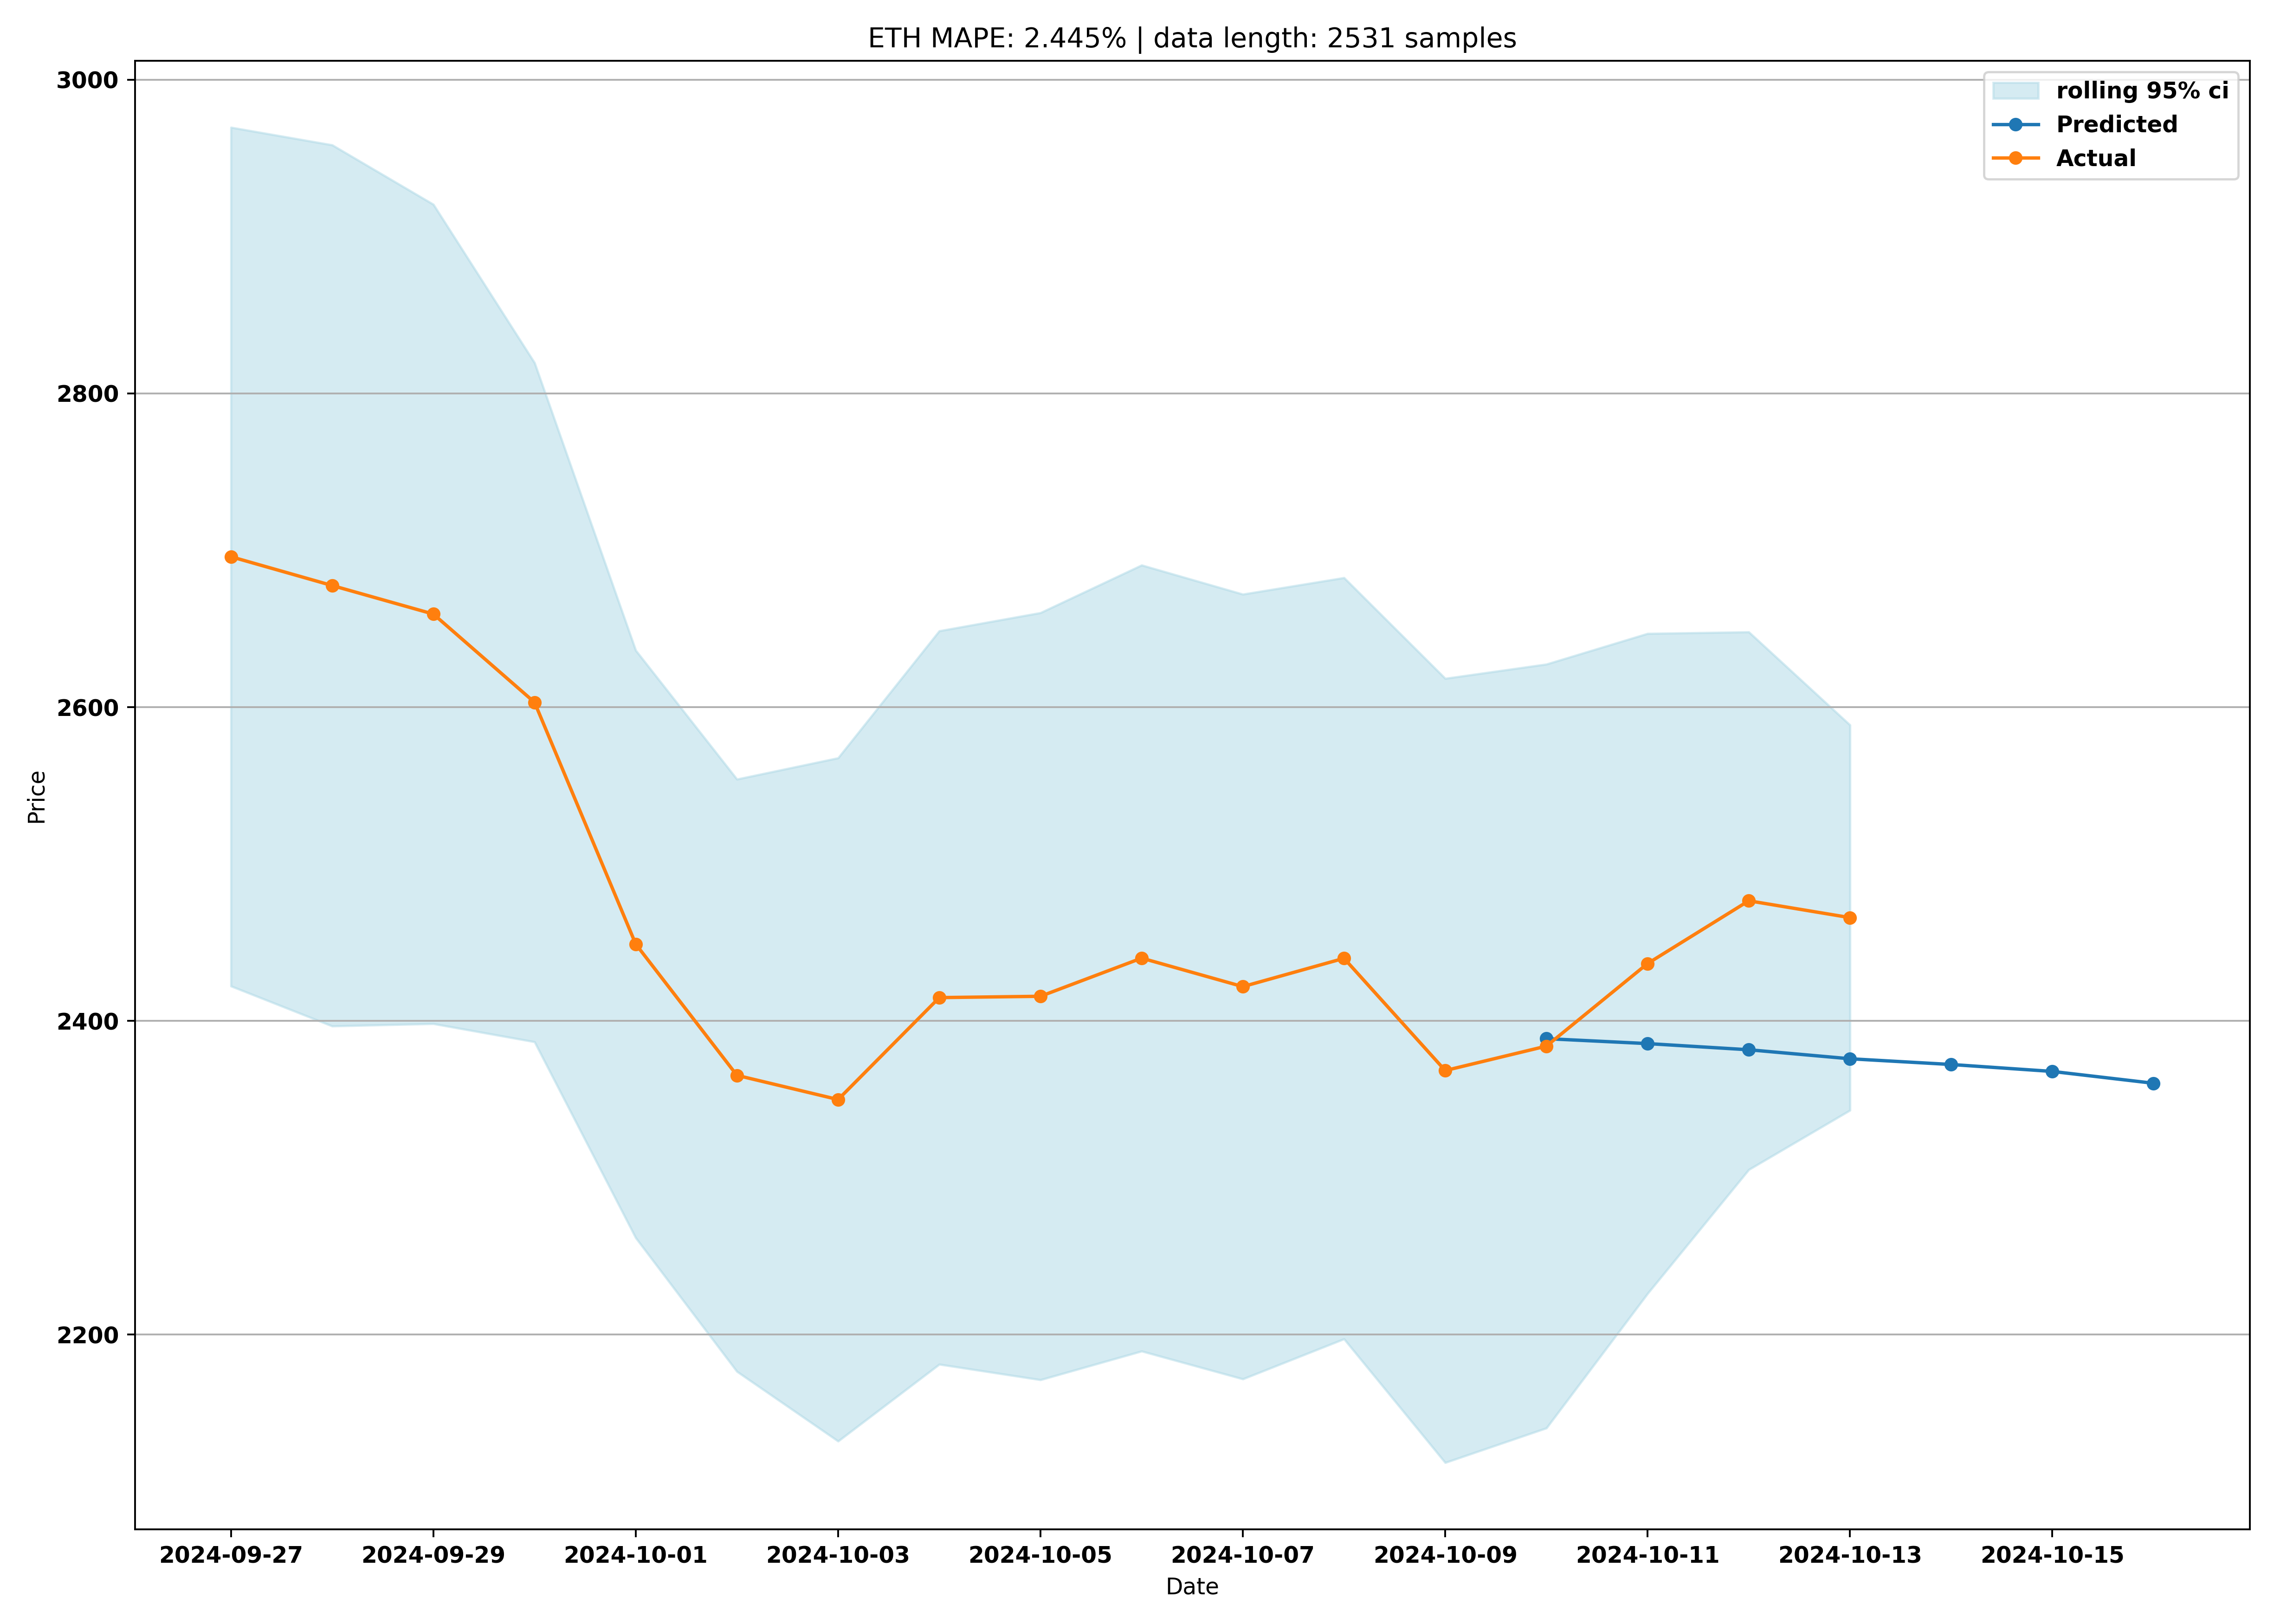 ETH MAPE: 2.445% | data length: 2531 samples
rolling 95% ci
Predicted
Actual
Price
3000
2800
2600
2400
2200
2024-09-27 2024-09-29 2024-10-01 2024-10-03 2024-10-05 2024-10-07 2024-10-09 2024-10-11 2024-10-13 2024-10-15
Date